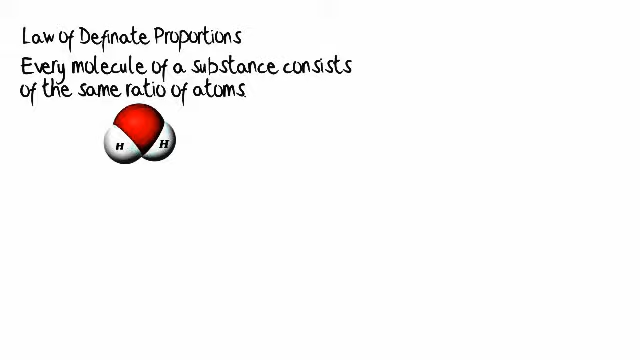 Law of Definate Proportions
Every molecule of a substance consists
of the same ratio of atoms.
H H